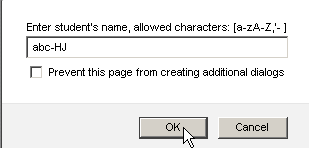 Enter student's name, allowed characters: [a-zA-Z,'- ]
abc-HJ
Prevent this page from creating additional dialogs
OK Cancel